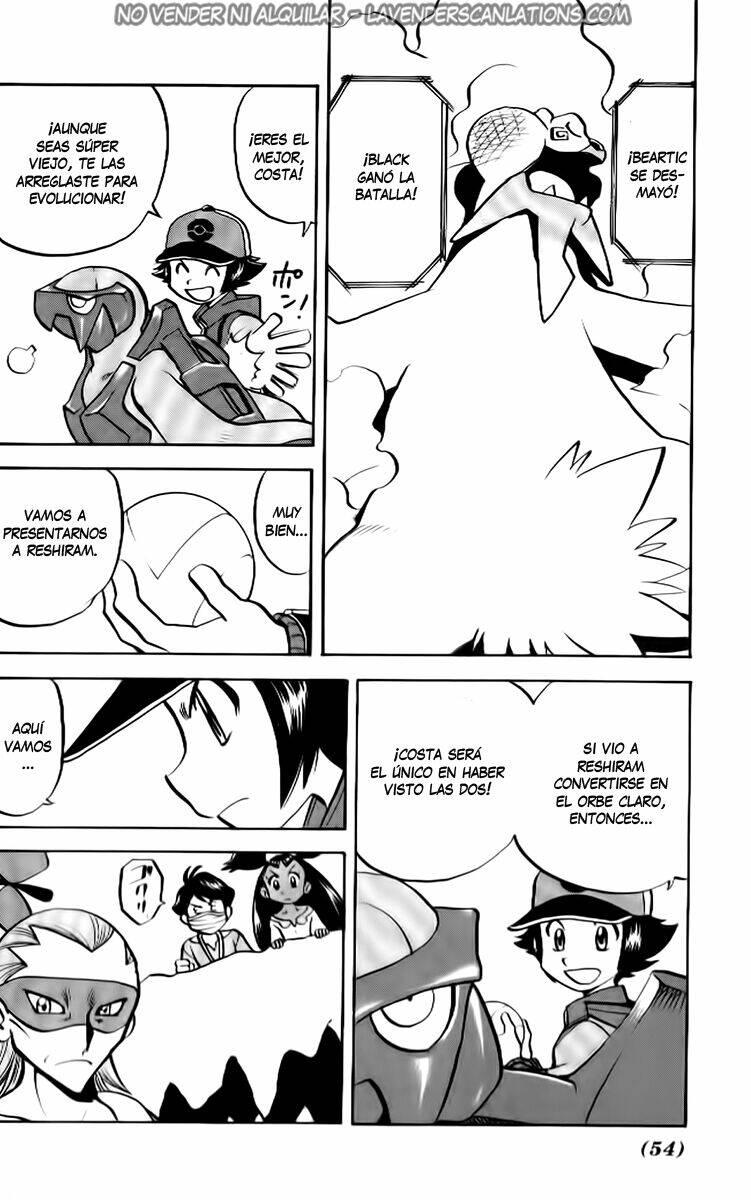 NO VENDER NI ALQUILAR - LAVENDERSCANLATIONS.COM
¡BEARTIC
SE DES-
MAYÓ!
¡BLACK
GANÓ LA
BATALLA!
¡ERES EL
MEJOR,
COSTA!
¡AUNQUE
SEAS SÚPER
VIEJO, TE LAS
ARREGLASTE PARA
EVOLUCIONAR!
ポン!
MUY
BIEN...
VAMOS A
PRESENTARNOS
A RESHIRAM.
SI VIO A
RESHIRAM
CONVERTIRSE EN
EL ORBE CLARO,
ENTONCES...
¡COSTA SERÁ
EL ÚNICO EN HABER
VISTO LAS DOS!
AQUÍ
VAMOS
...
(54)